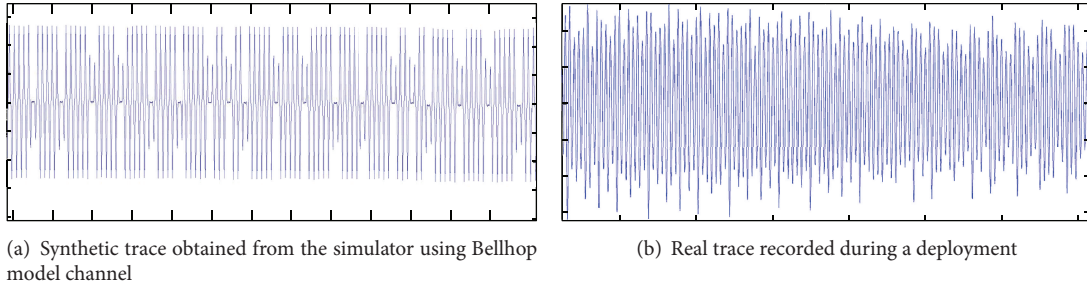 (a) Synthetic trace obtained from the simulator using Bellhop
model channel
(b) Real trace recorded during a deployment